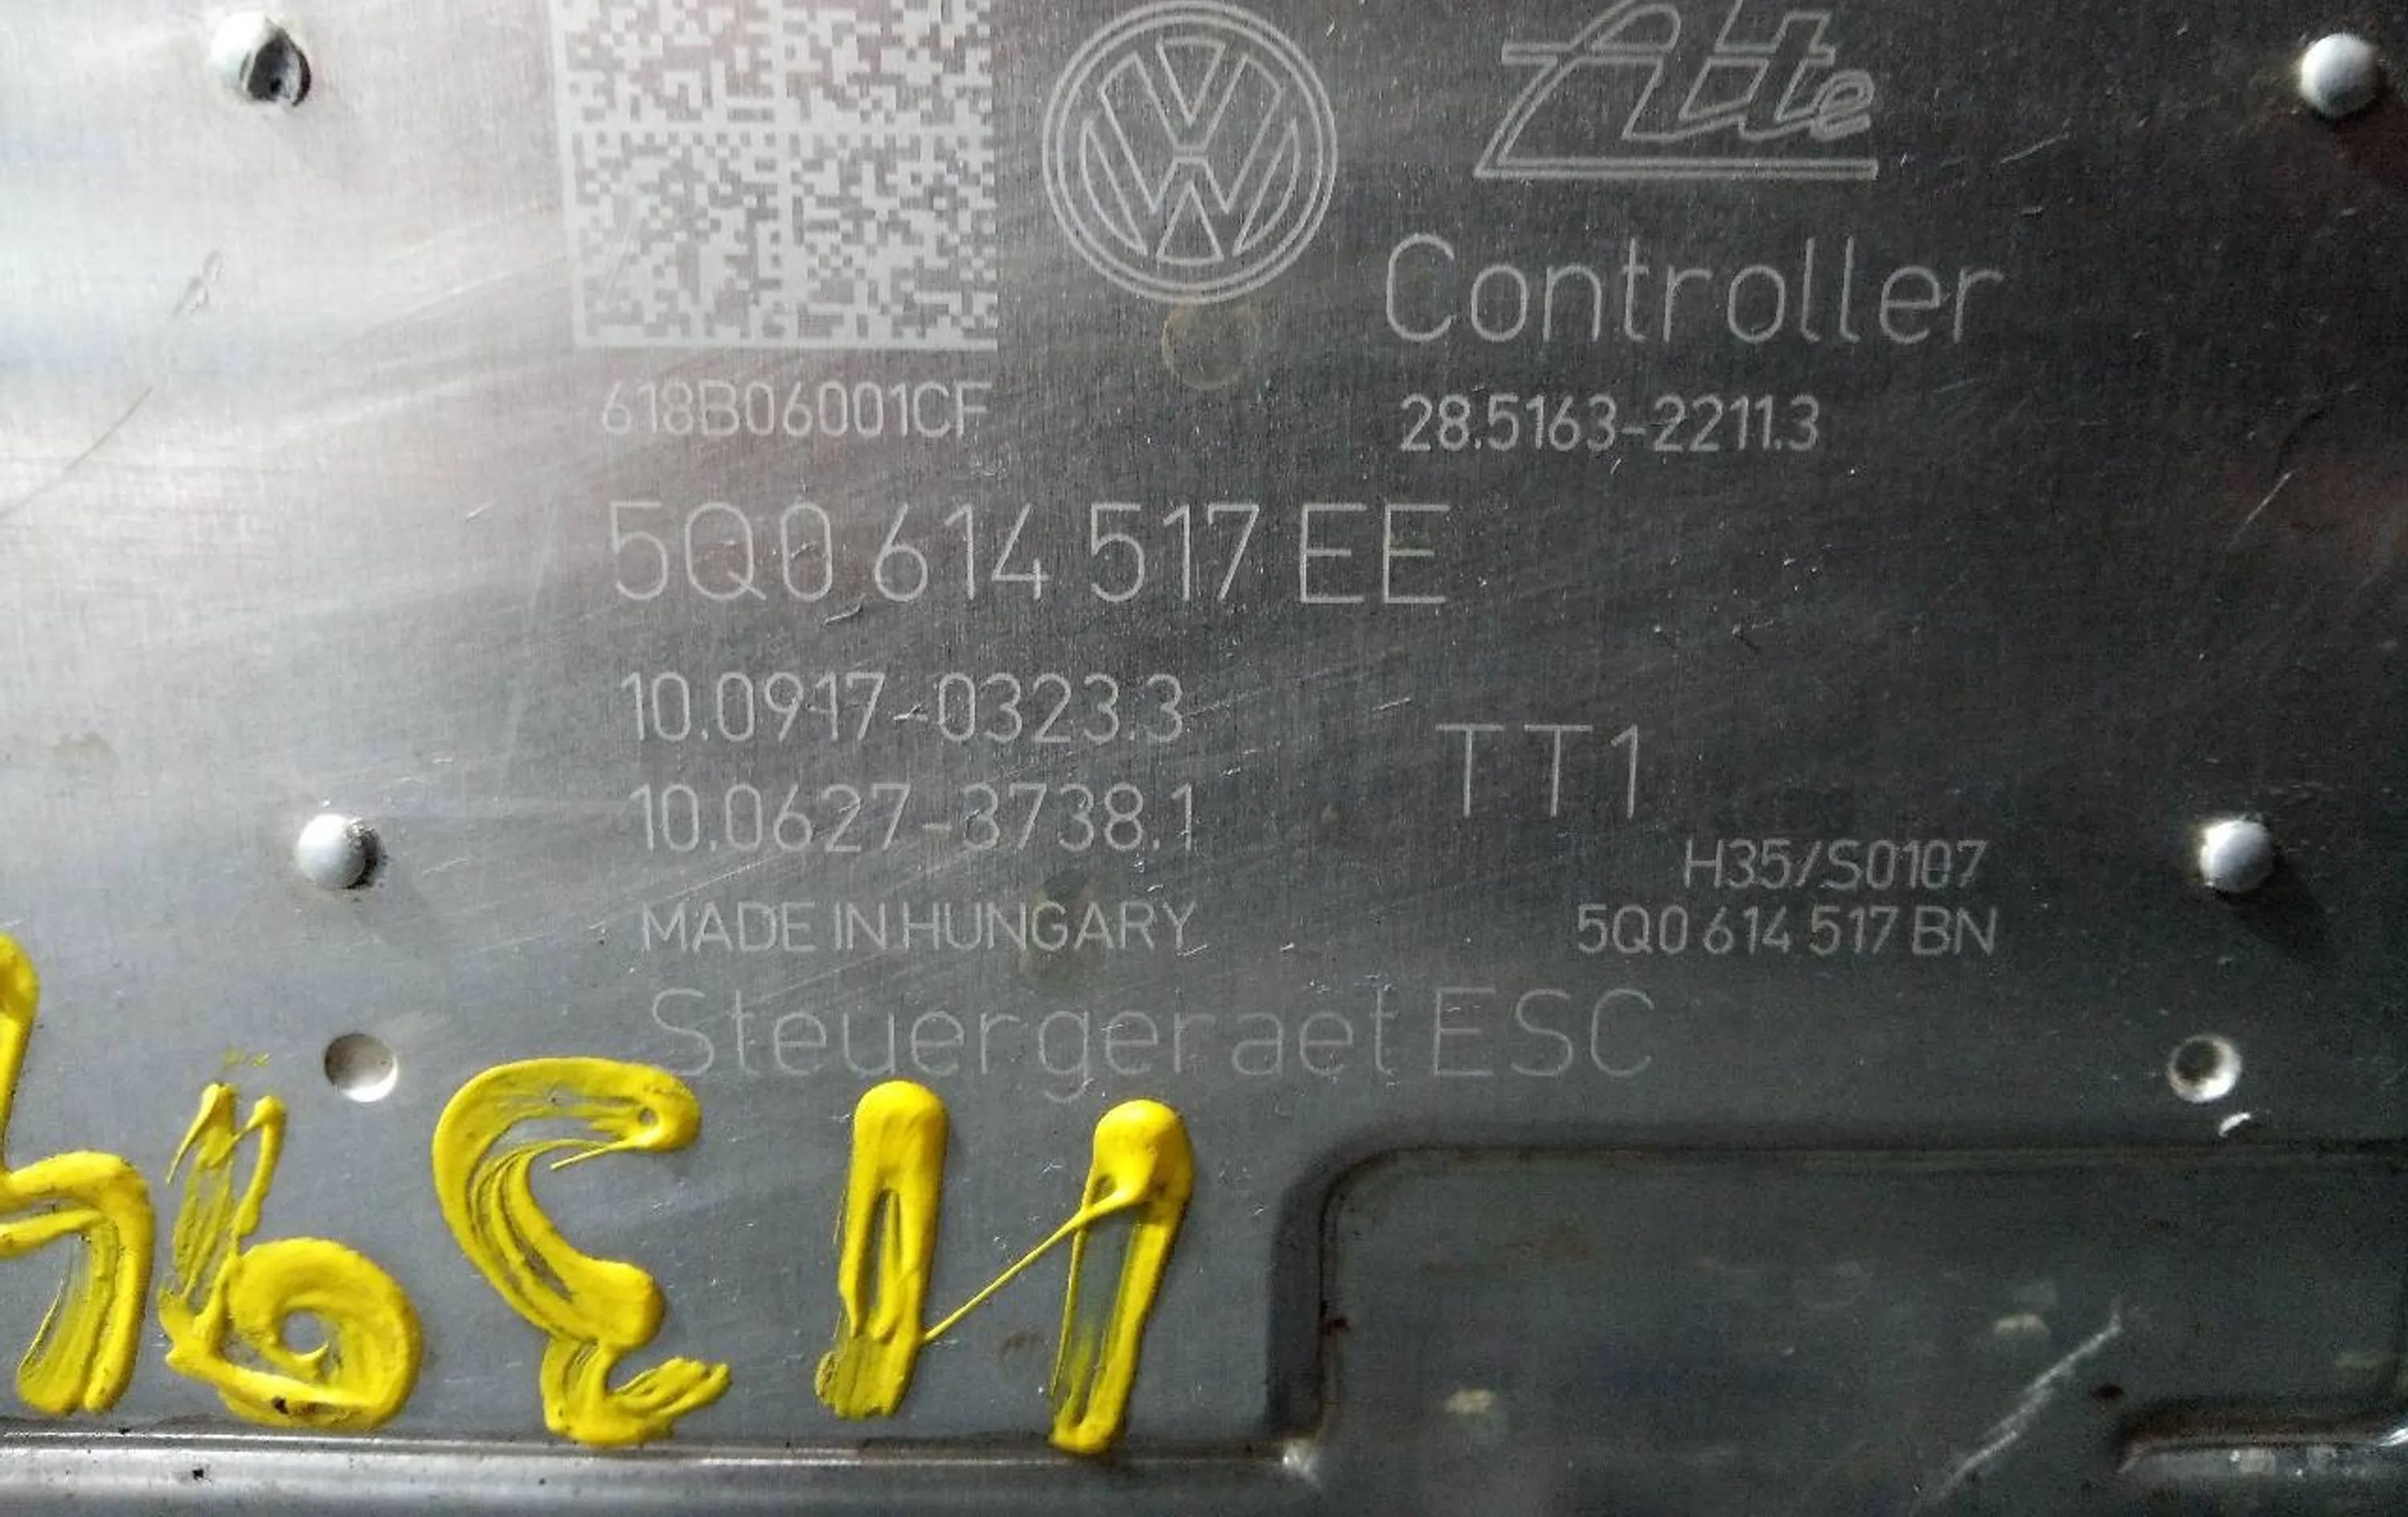 Ate
Controller
618B06001CF
28.5163-2211.3
5Q0 614 517 EE
10.0917-0323.3
TT1
10.0627-3738.1
H35/S0107
MADE IN HUNGARY
5Q0 614 517 BN
Steuergeraet ESC